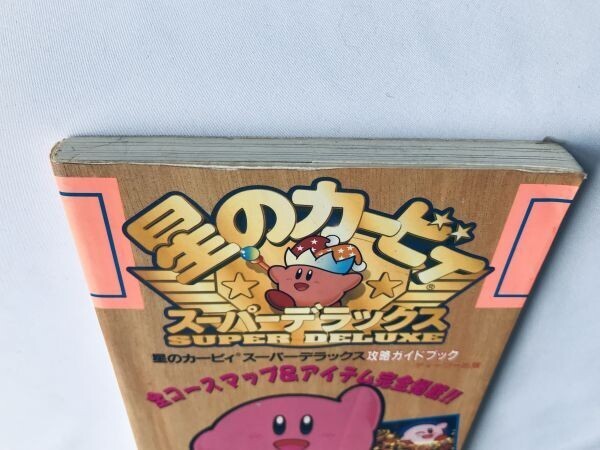 星のカービィ
スーパーデラックス
SUPER DELUXE
星のカービィ スーパーデラックス 攻略ガイドブック
全コースマップ&アイテム完全掲載!!